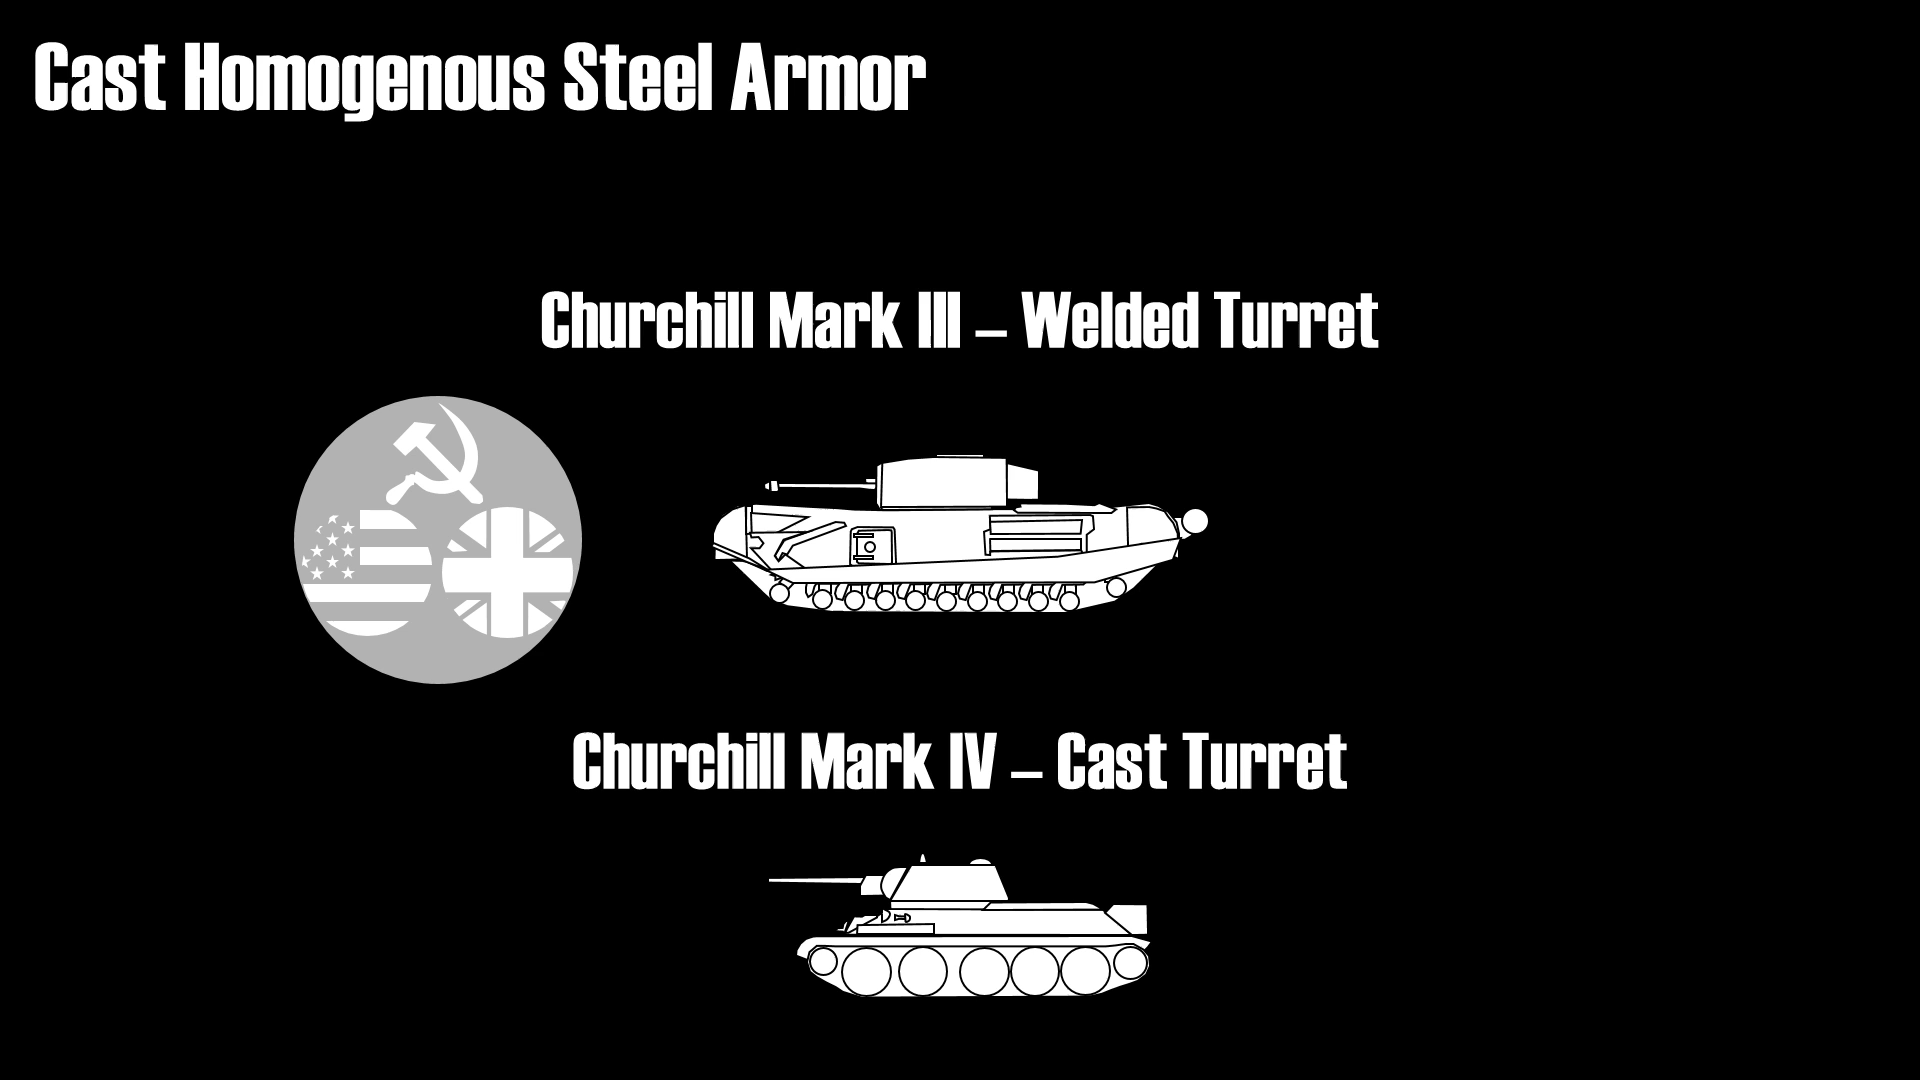 Cast Homogenous Steel Armor
Churchill Mark III – Welded Turret
Churchill Mark IV – Cast Turret